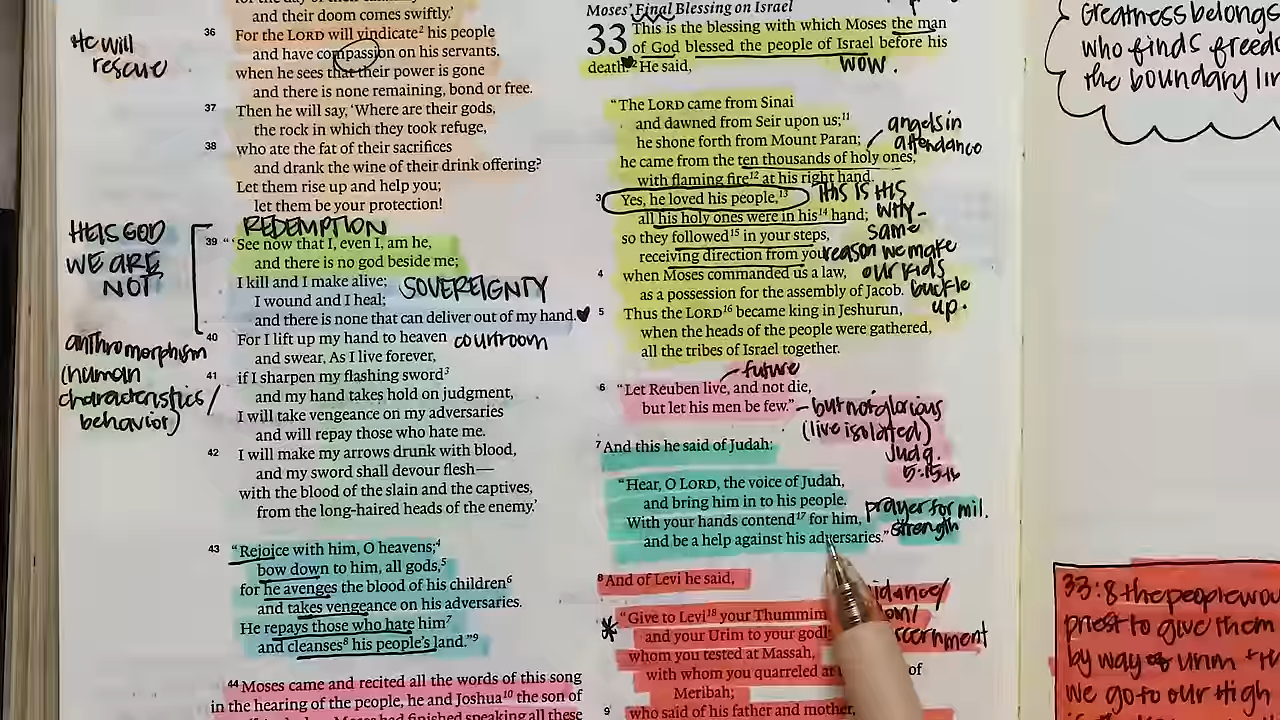 and their doom comes swiftly.'
36 For the LORD will vindicate² his people
and have compassion on his servants,
when he sees that their power is gone
and there is none remaining, bond or free.
37 Then he will say, 'Where are their gods,
the rock in which they took refuge,
38 who ate the fat of their sacrifices
and drank the wine of their drink offering?
Let them rise up and help you;
let them be your protection!
He will
rescue
REDEMPTION
39 "'See now that I, even I, am he,
and there is no god beside me;
I kill and I make alive;
I wound and I heal;
and there is none that can deliver out of my hand.
HE IS GOD
WE ARE
NOT
SOVEREIGNTY
40 For I lift up my hand to heaven
and swear, As I live forever,
41 if I sharpen my flashing sword³
and my hand takes hold on judgment,
I will take vengeance on my adversaries
and will repay those who hate me.
42 I will make my arrows drunk with blood,
and my sword shall devour flesh—
with the blood of the slain and the captives,
from the long-haired heads of the enemy.'
courtroom
anthromorphism
(human
characteristics/
behavior)
43 "Rejoice with him, O heavens;⁴
bow down to him, all gods,⁵
for he avenges the blood of his children⁶
and takes vengeance on his adversaries.
He repays those who hate him⁷
and cleanses⁸ his people's land."⁹
44 Moses came and recited all the words of this song
in the hearing of the people, he and Joshua¹⁰ the son of
Moses' Final Blessing on Israel
33 This is the blessing with which Moses the man
of God blessed the people of Israel before his
death. ² He said,
wow.
"The LORD came from Sinai
and dawned from Seir upon us;¹¹
he shone forth from Mount Paran;
he came from the ten thousands of holy ones,
with flaming fire¹² at his right hand.
angels in
attendance
3 Yes, he loved his people,¹³
all his holy ones were in his¹⁴ hand;
so they followed¹⁵ in your steps,
receiving direction from you,
4 when Moses commanded us a law,
as a possession for the assembly of Jacob.
5 Thus the LORD¹⁶ became king in Jeshurun,
when the heads of the people were gathered,
all the tribes of Israel together.
THIS IS HIS
WHY-
same
reason we make
our kids
buckle
up.
6 "Let Reuben live, and not die,
but let his men be few."
future
- but not glorious
(live isolated)
Judg.
5:15-16
7 And this he said of Judah:
"Hear, O LORD, the voice of Judah,
and bring him in to his people.
With your hands contend¹⁷ for him,
and be a help against his adversaries."
prayer for mil.
strength
8 And of Levi he said,
"Give to Levi¹⁸ your Thummim
and your Urim to your godl
whom you tested at Massah,
with whom you quarreled at of
Meribah;
9 who said of his father and mother,
Greatness belongs
who finds freed
the boundary lin
33:8 the people wou
priest to give them
by way of urim + th
we go to our High